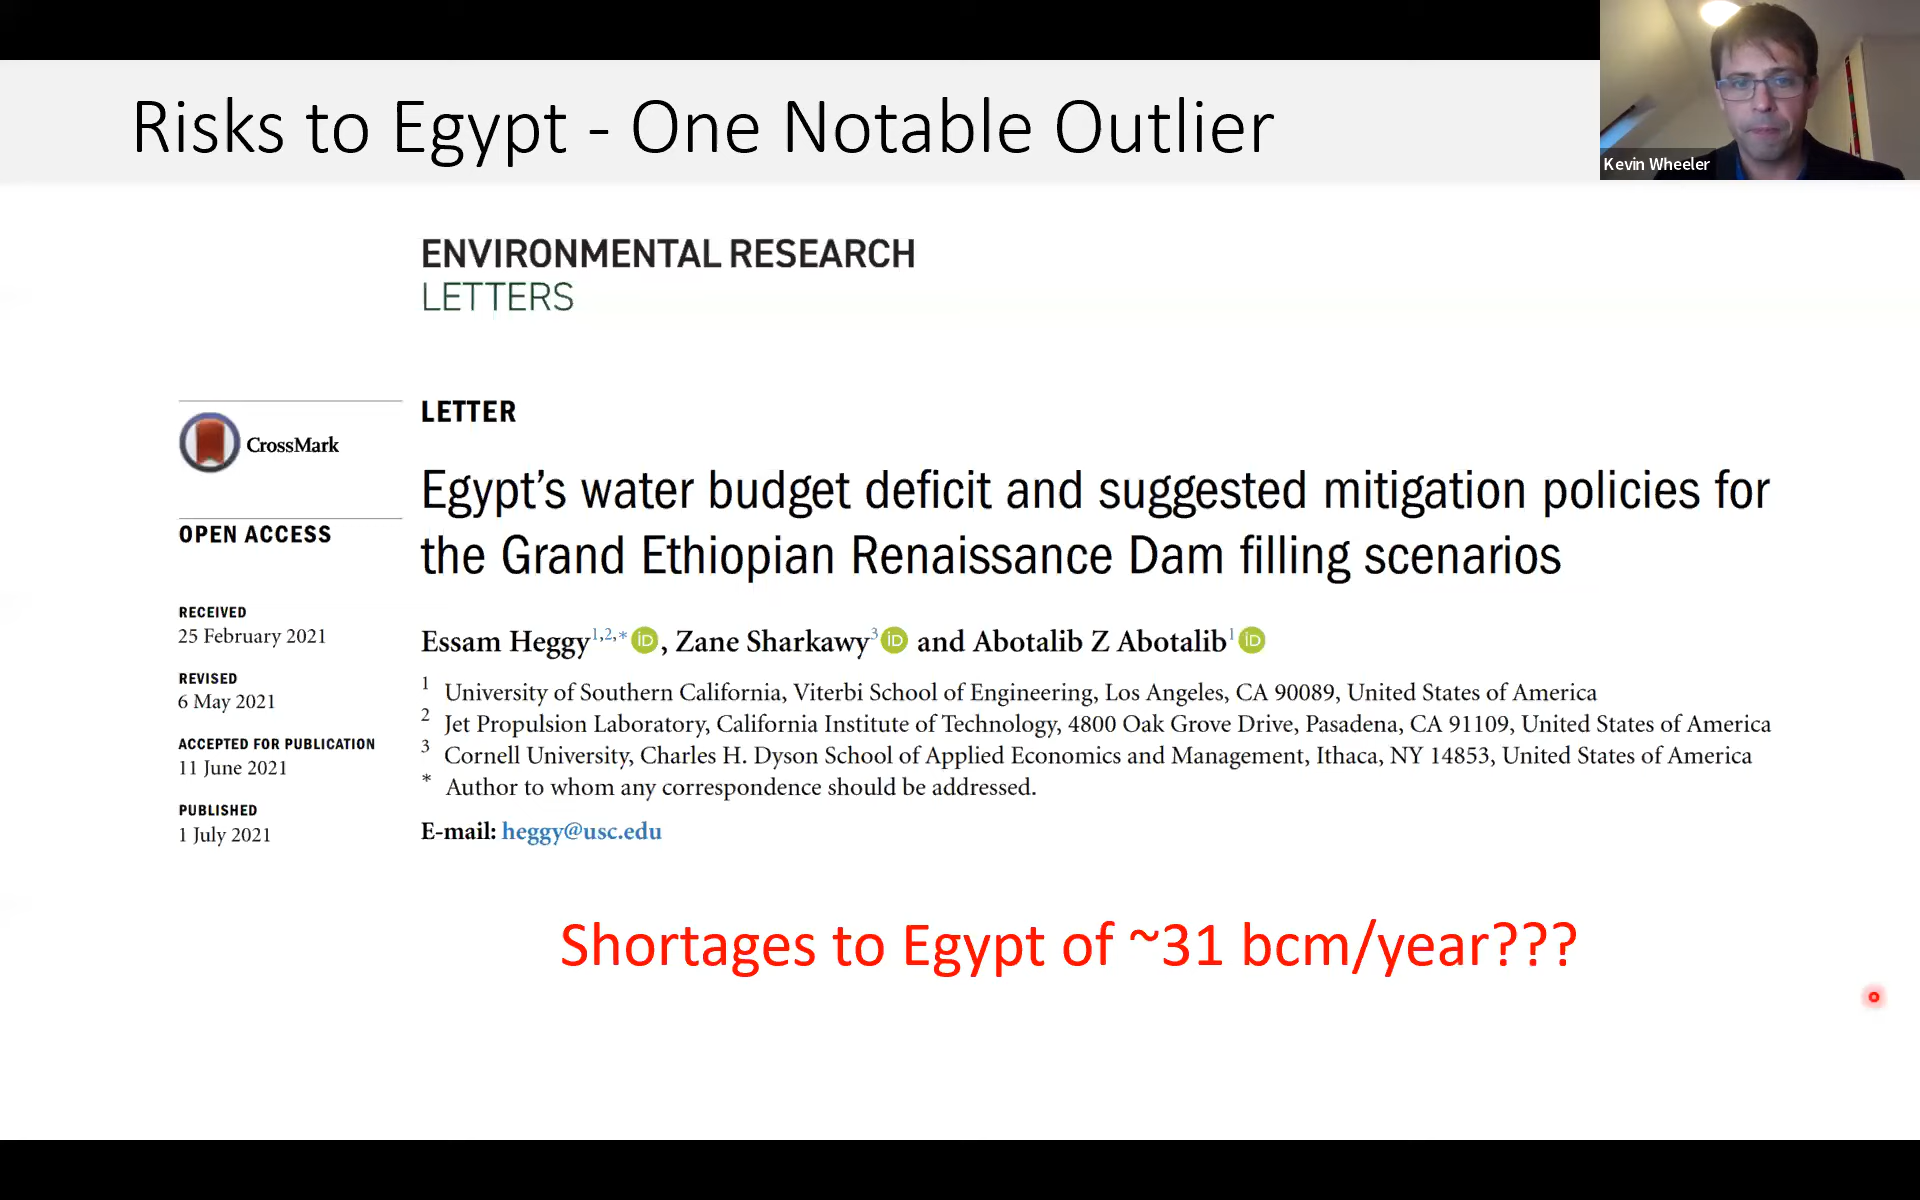 Risks to Egypt - One Notable Outlier
Kevin Wheeler
ENVIRONMENTAL RESEARCH
LETTERS
CrossMark
OPEN ACCESS
RECEIVED
25 February 2021
REVISED
6 May 2021
ACCEPTED FOR PUBLICATION
11 June 2021
PUBLISHED
1 July 2021
LETTER
Egypt’s water budget deficit and suggested mitigation policies for
the Grand Ethiopian Renaissance Dam filling scenarios
Essam Heggy1,2,* iD, Zane Sharkawy3 iD and Abotalib Z Abotalib1 iD
1 University of Southern California, Viterbi School of Engineering, Los Angeles, CA 90089, United States of America
2 Jet Propulsion Laboratory, California Institute of Technology, 4800 Oak Grove Drive, Pasadena, CA 91109, United States of America
3 Cornell University, Charles H. Dyson School of Applied Economics and Management, Ithaca, NY 14853, United States of America
* Author to whom any correspondence should be addressed.
E-mail: heggy@usc.edu
Shortages to Egypt of ~31 bcm/year???